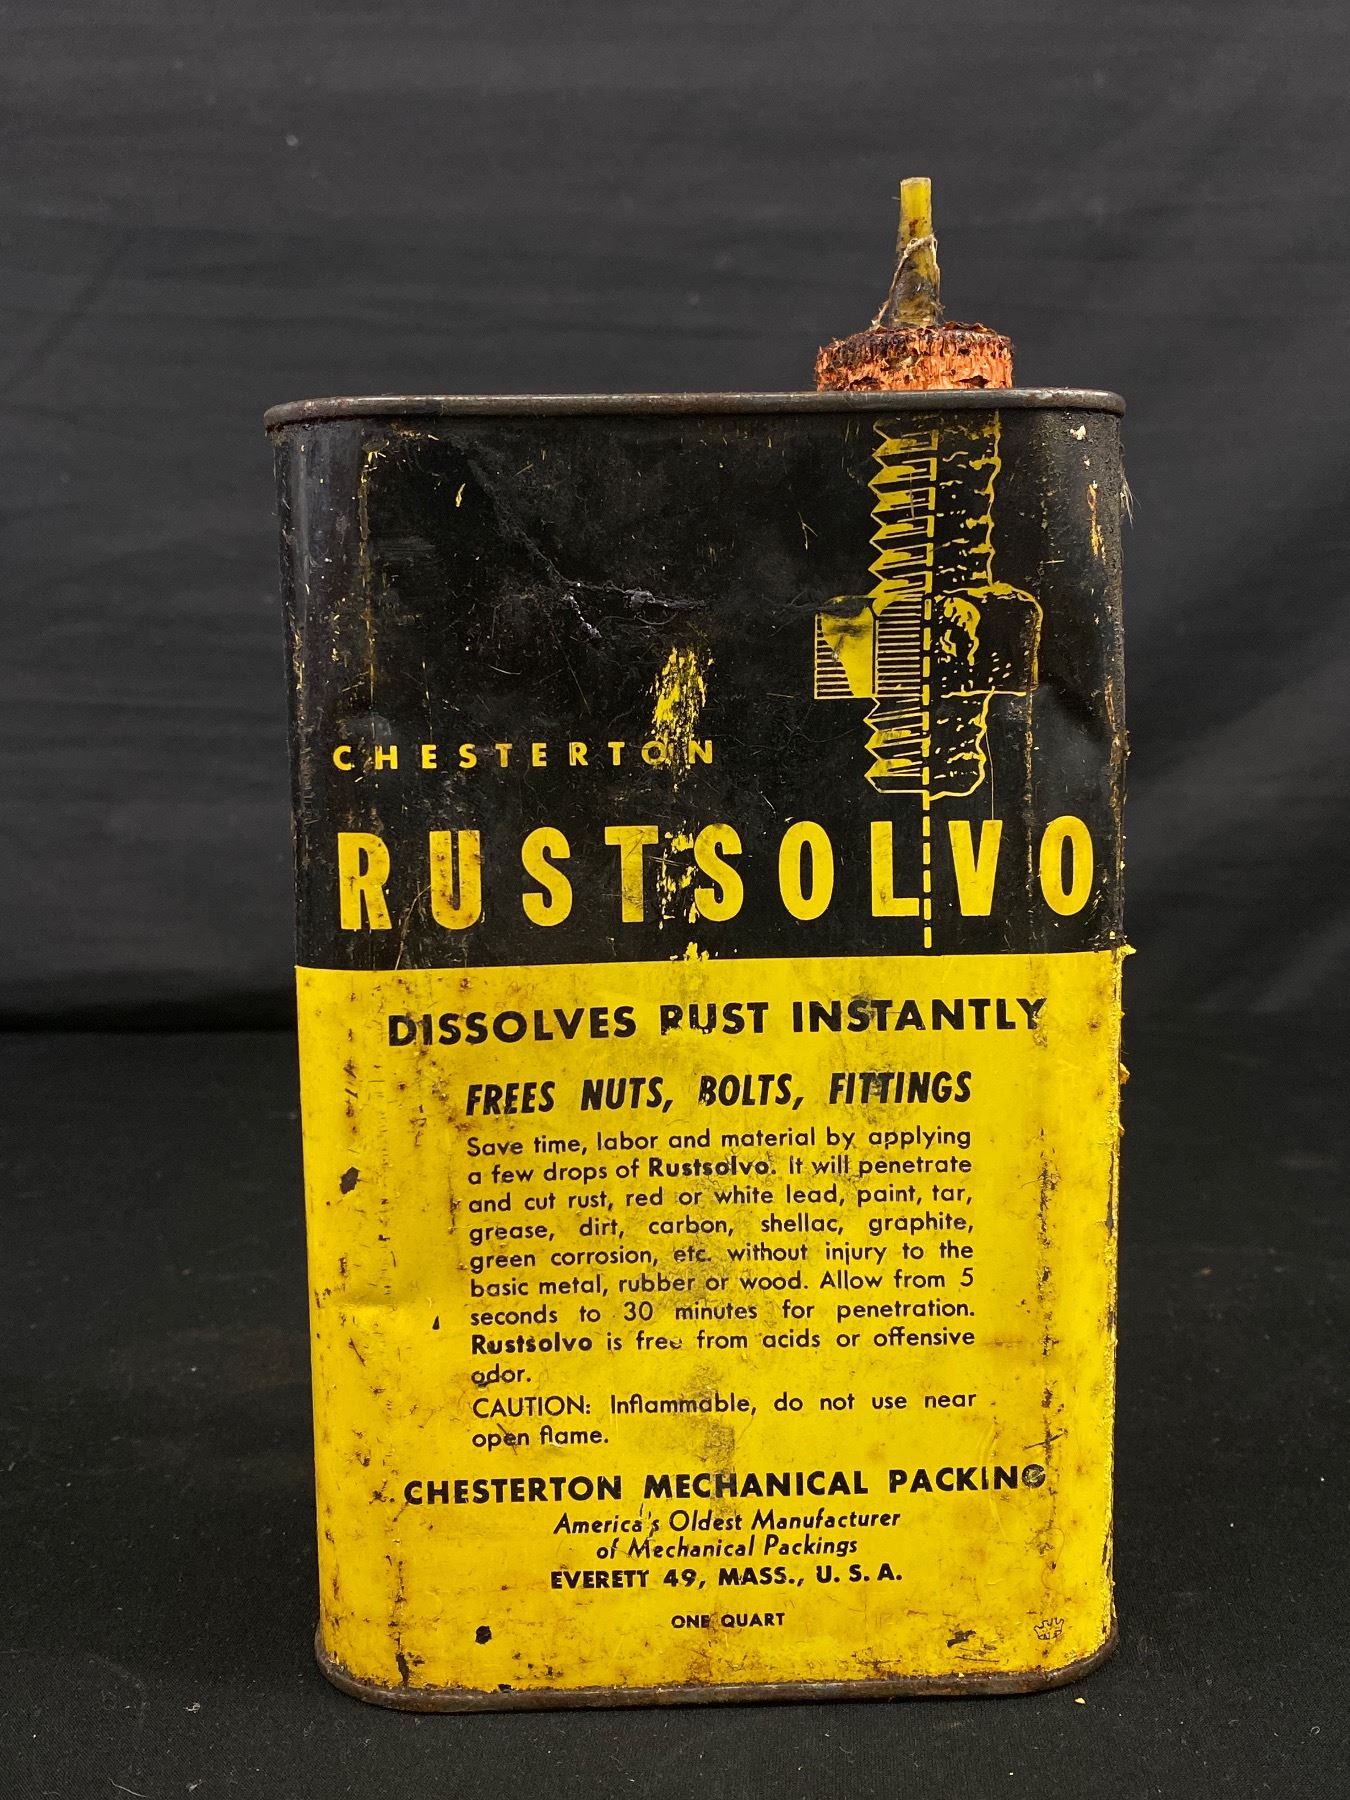 CHESTERTON
RUSTSOLVO
DISSOLVES RUST INSTANTLY
FREES NUTS, BOLTS, FITTINGS
Save time, labor and material by applying
a few drops of Rustsolvo. It will penetrate
and cut rust, red or white lead, paint, tar,
grease, dirt, carbon, shellac, graphite,
green corrosion, etc. without injury to the
basic metal, rubber or wood. Allow from 5
seconds to 30 minutes for penetration.
Rustsolvo is free from acids or offensive
odor.
CAUTION: Inflammable, do not use near
open flame.
CHESTERTON MECHANICAL PACKING
America's Oldest Manufacturer
of Mechanical Packings
EVERETT 49, MASS., U. S. A.
ONE QUART